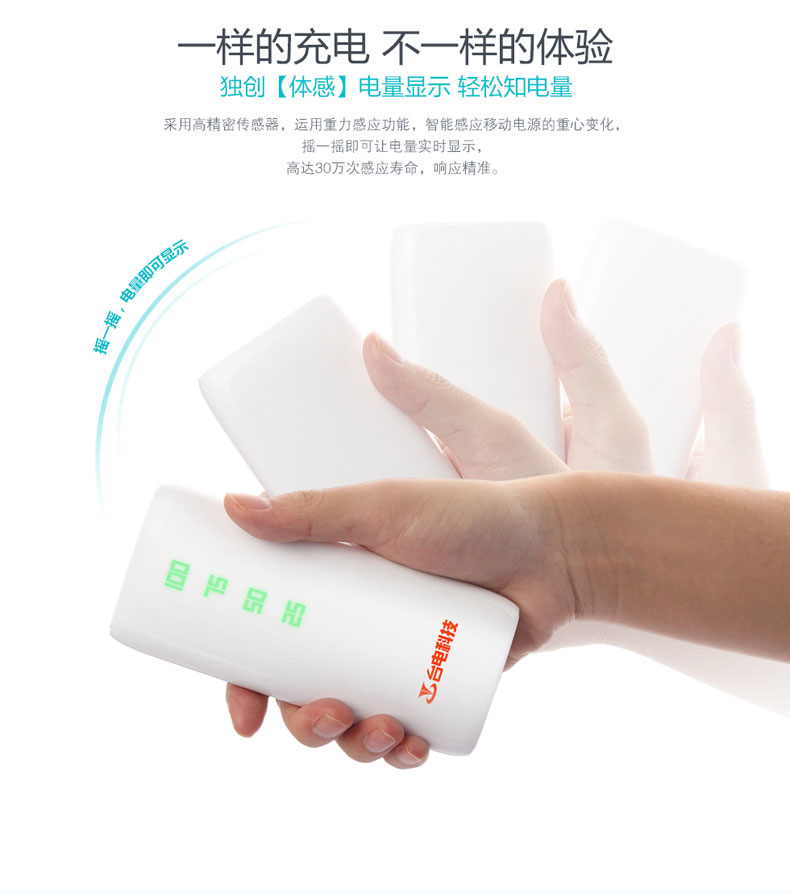 一样的充电 不一样的体验
独创【体感】电量显示 轻松知电量
采用高精密传感器，运用重力感应功能，智能感应移动电源的重心变化，
摇一摇即可让电量实时显示，
高达30万次感应寿命，响应精准。
摇一摇，电量即可显示
100
75
50
25
台电科技